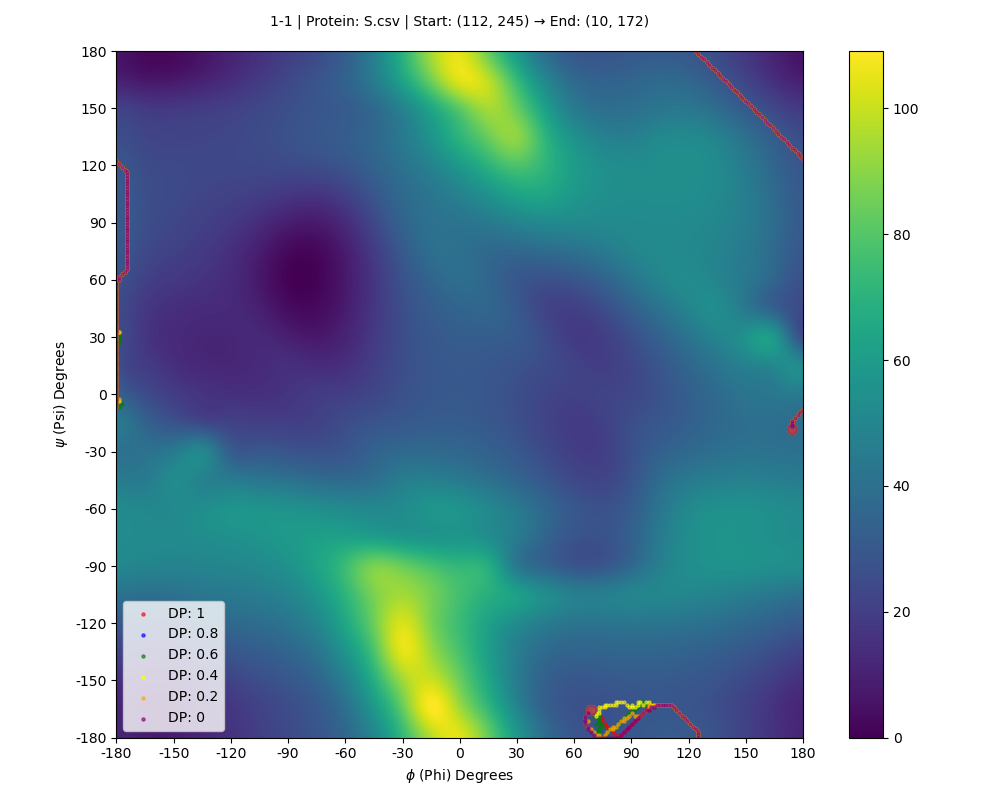 1-1 | Protein: S.csv | Start: (112, 245) → End: (10, 172)
180
150
120
90
60
30
0
-30
-60
-90
-120
-150
-180
ψ (Psi) Degrees
-180 -150 -120 -90 -60 -30 0 30 60 90 120 150 180
ϕ (Phi) Degrees
DP: 1
DP: 0.8
DP: 0.6
DP: 0.4
DP: 0.2
DP: 0
100
80
60
40
20
0